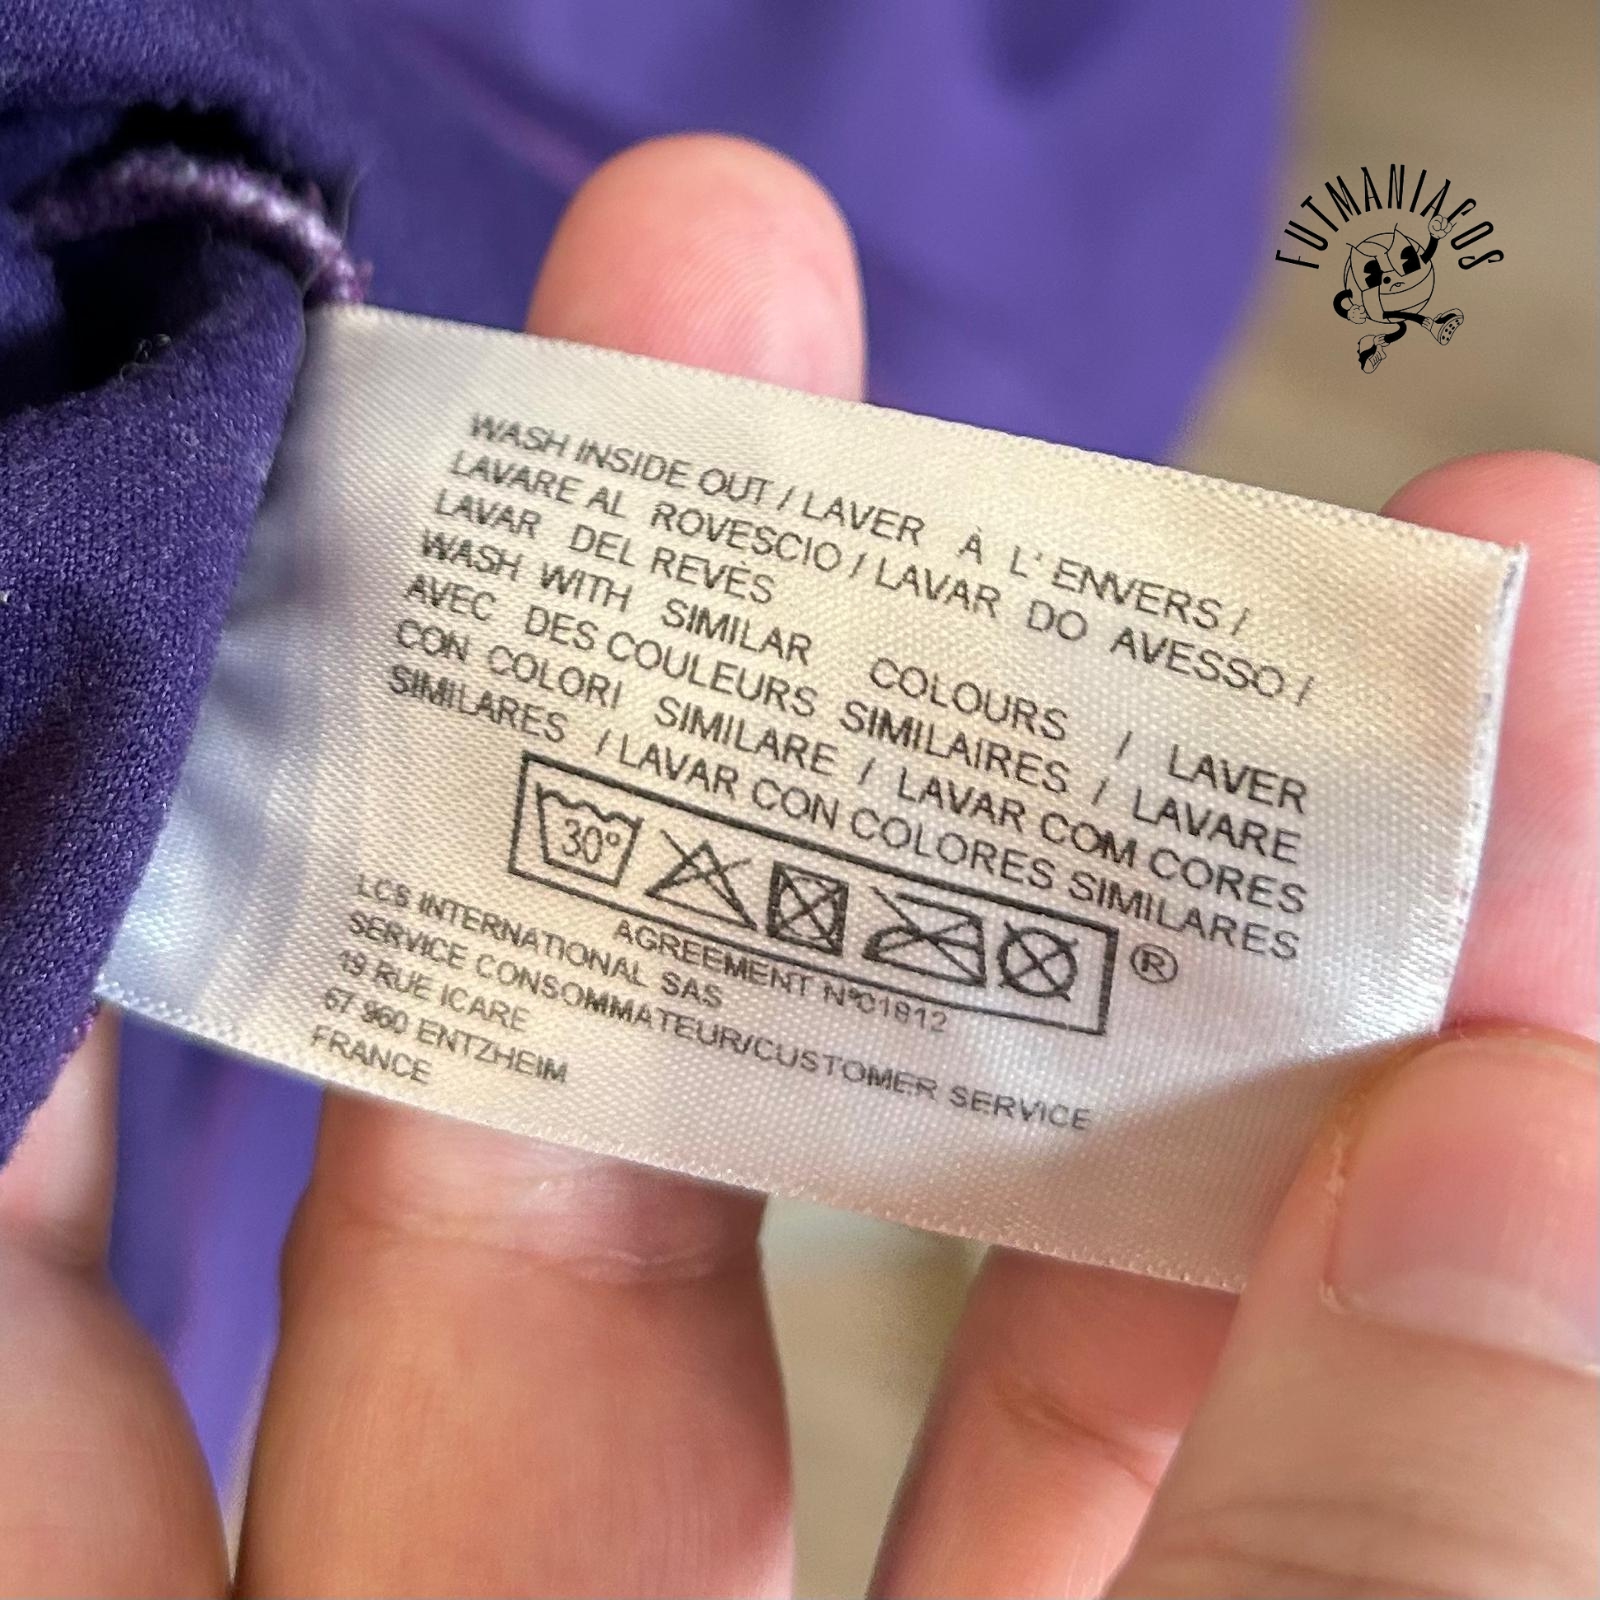 FUTMANIACOS
WASH INSIDE OUT / LAVER À L' ENVERS /
LAVARE AL ROVESCIO / LAVAR DO AVESSO /
LAVAR DEL REVÈS
WASH WITH SIMILAR COLOURS / LAVER
AVEC DES COULEURS SIMILAIRES / LAVARE
CON COLORI SIMILARE / LAVAR COM CORES
SIMILARES / LAVAR CON COLORES SIMILARES
30°
®
AGREEMENT N°01812
LCS INTERNATIONAL SAS
SERVICE CONSOMMATEUR/CUSTOMER SERVICE
19 RUE ICARE
67 960 ENTZHEIM
FRANCE